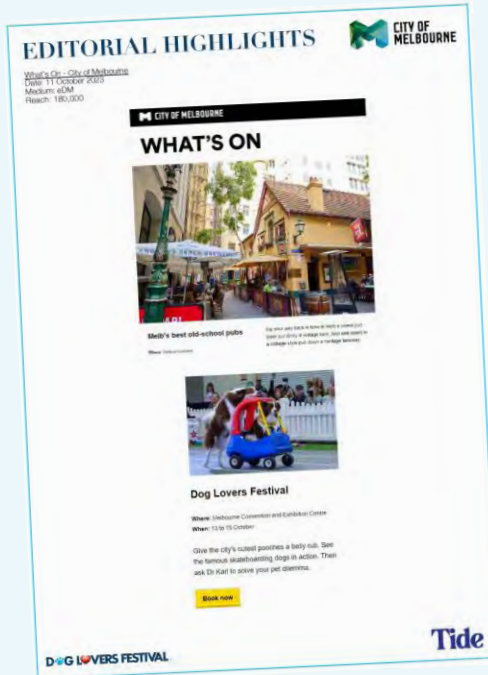 EDITORIAL HIGHLIGHTS
CITY OF
MELBOURNE
What's On - City of Melbourne
Date: 11 October 2023
Medium: eDM
Reach: 180,000
CITY OF MELBOURNE
WHAT'S ON
Melb's best old-school pubs
Dog Lovers Festival
Where: Melbourne Convention and Exhibition Centre
When: 13 to 15 October
Give the city's cutest pooches a belly rub. See
the famous skateboarding dogs in action. Then
ask Dr Karl to solve your pet dilemma.
Book now
DOG LOVERS FESTIVAL
Tide